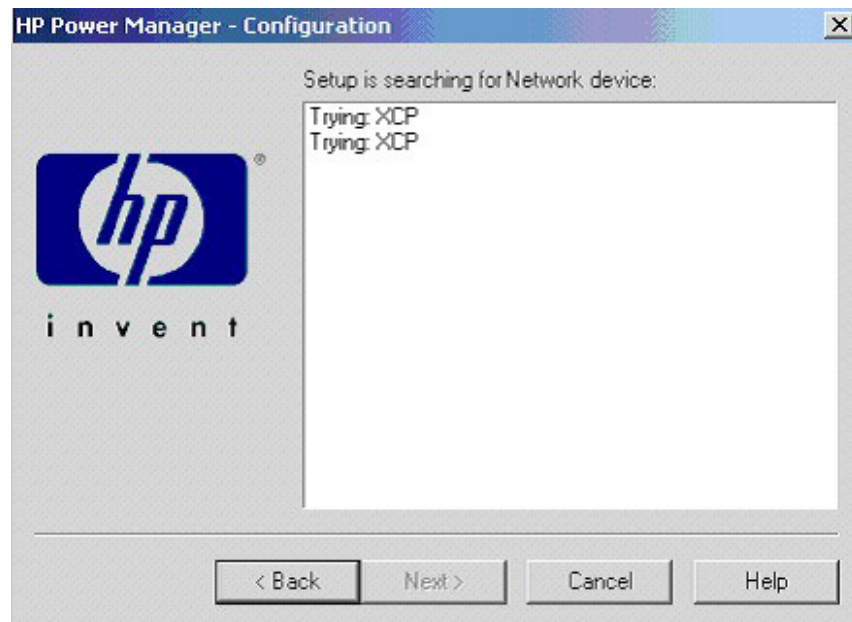 HP Power Manager - Configuration
Setup is searching for Network device:
Trying: XCP
Trying: XCP
hp
®
invent
< Back
Next >
Cancel
Help